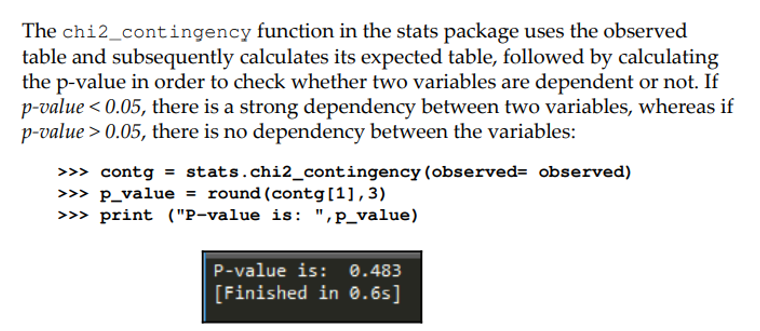 The chi2_contingency function in the stats package uses the observed
table and subsequently calculates its expected table, followed by calculating
the p-value in order to check whether two variables are dependent or not. If
p-value < 0.05, there is a strong dependency between two variables, whereas if
p-value > 0.05, there is no dependency between the variables:
>>> contg = stats.chi2_contingency(observed= observed)
>>> p_value = round(contg[1],3)
>>> print ("P-value is: ",p_value)
P-value is:  0.483
[Finished in 0.6s]